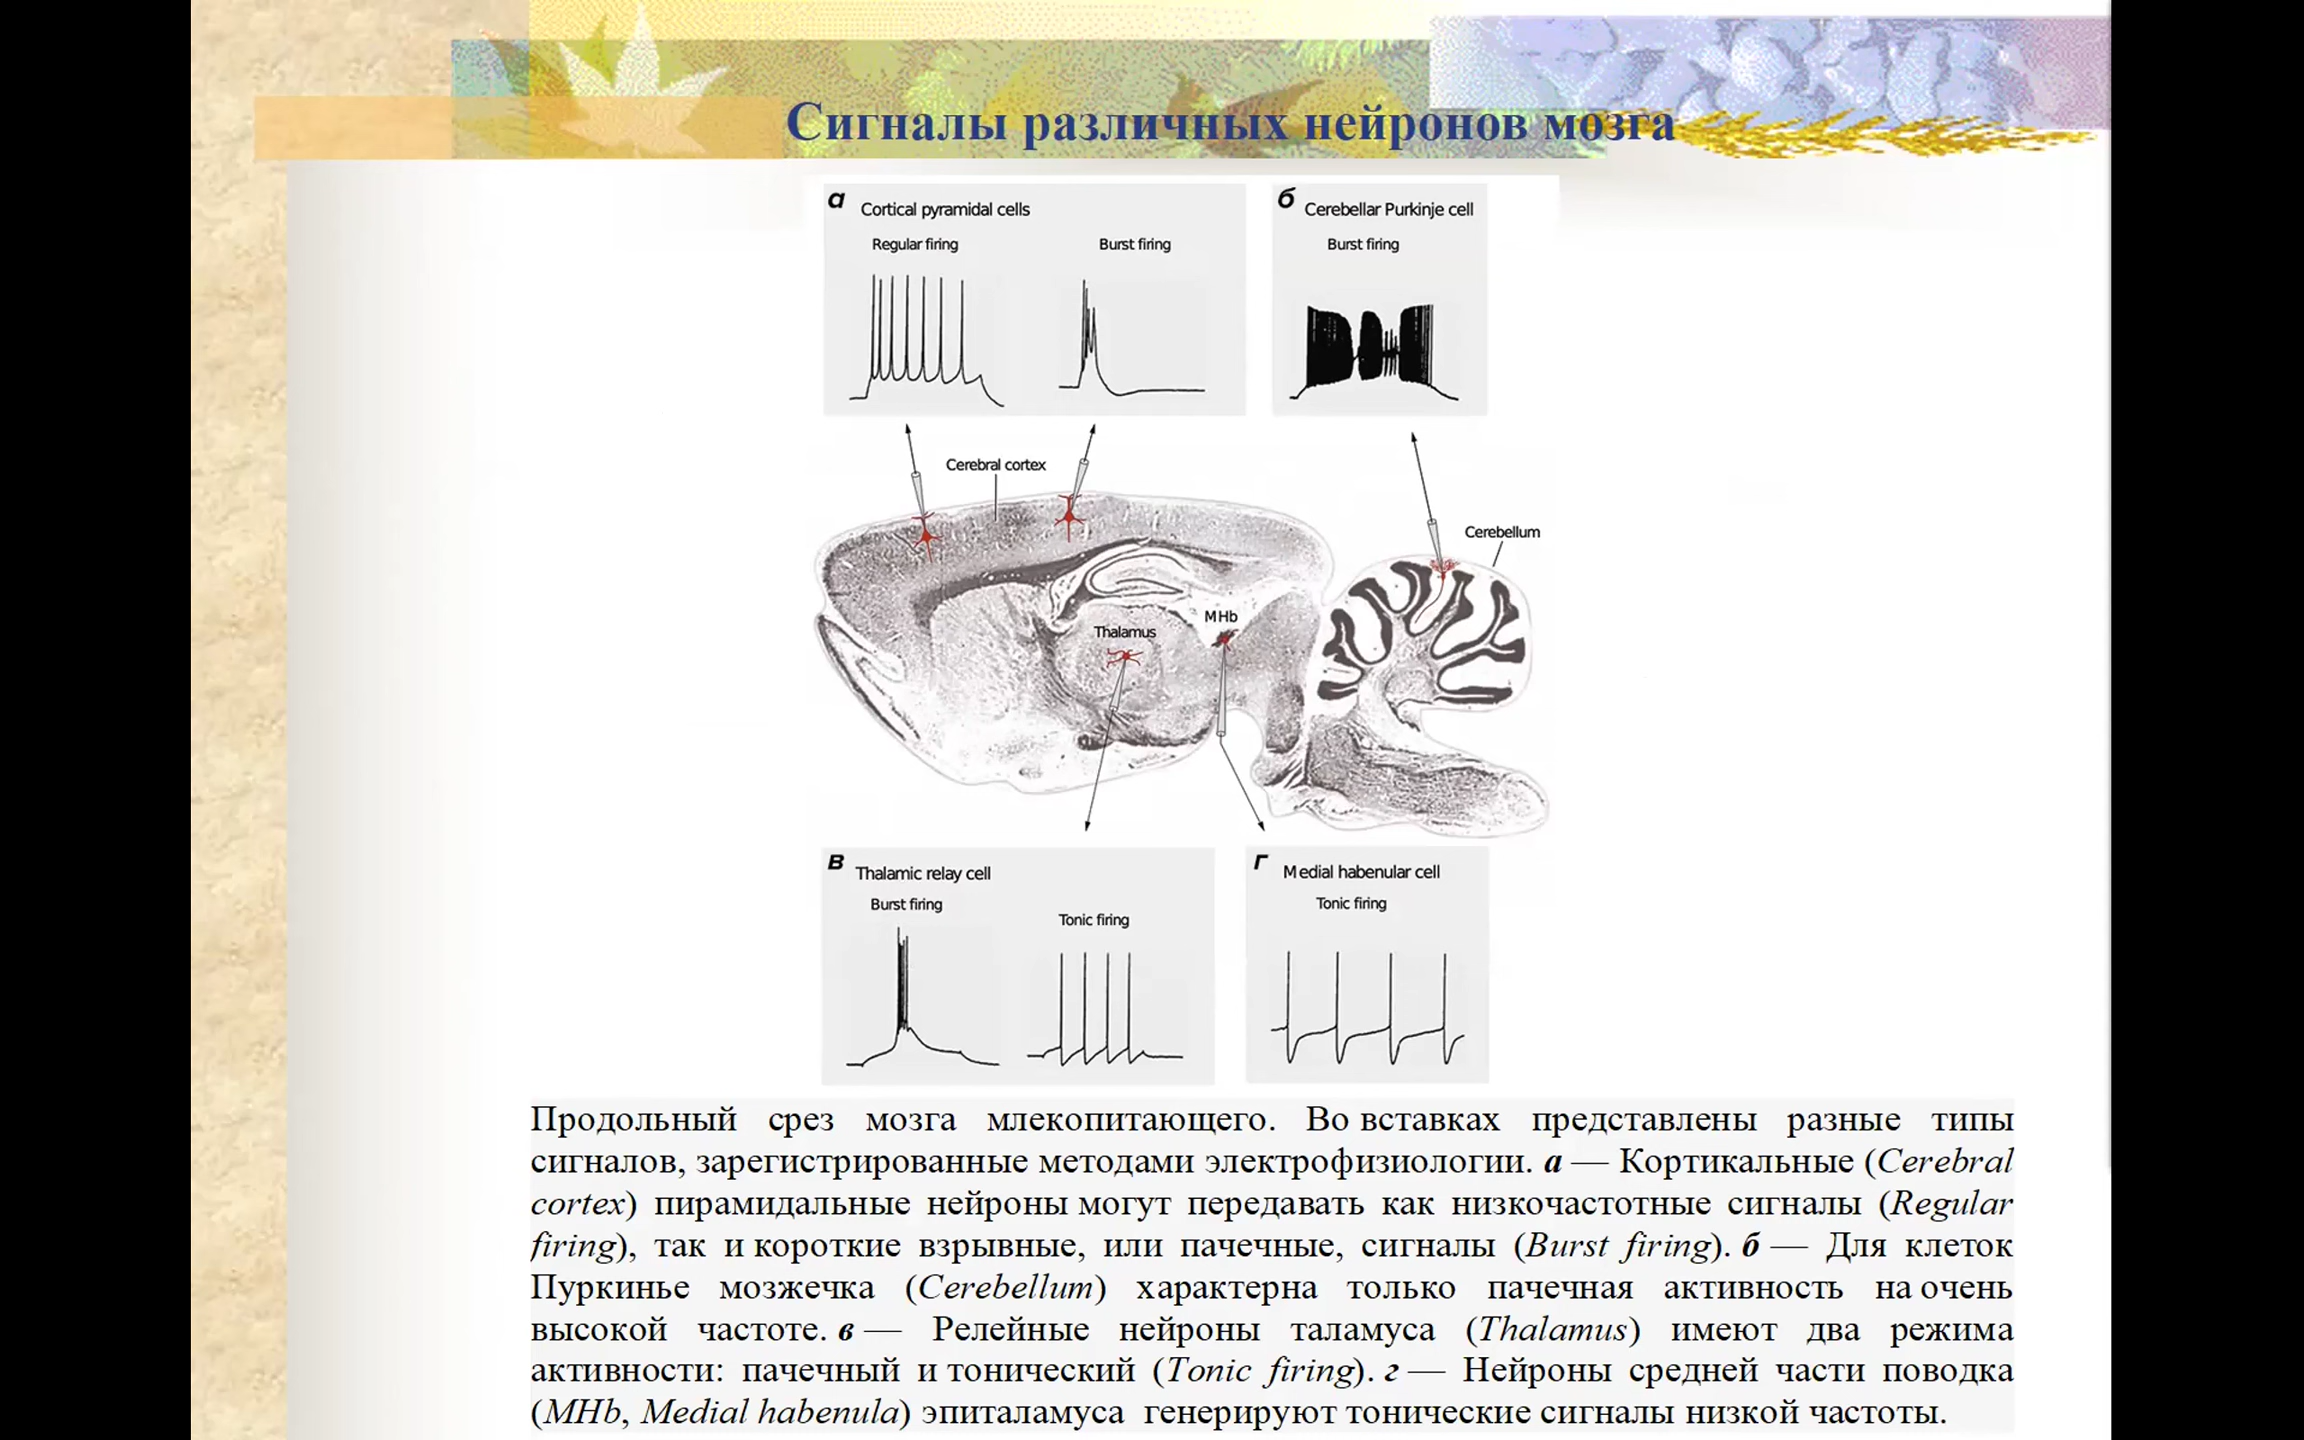 Сигналы различных нейронов мозга
а Cortical pyramidal cells
Regular firing
Burst firing
б Cerebellar Purkinje cell
Burst firing
Cerebral cortex
Cerebellum
MHb
Thalamus
в Thalamic relay cell
Burst firing
Tonic firing
г Medial habenular cell
Tonic firing
Продольный срез мозга млекопитающего. Во вставках представлены разные типы
сигналов, зарегистрированные методами электрофизиологии. а — Кортикальные (Cerebral
cortex) пирамидальные нейроны могут передавать как низкочастотные сигналы (Regular
firing), так и короткие взрывные, или пачечные, сигналы (Burst firing). б — Для клеток
Пуркинье мозжечка (Cerebellum) характерна только пачечная активность на очень
высокой частоте. в — Релейные нейроны таламуса (Thalamus) имеют два режима
активности: пачечный и тонический (Tonic firing). г — Нейроны средней части поводка
(MHb, Medial habenula) эпиталамуса генерируют тонические сигналы низкой частоты.